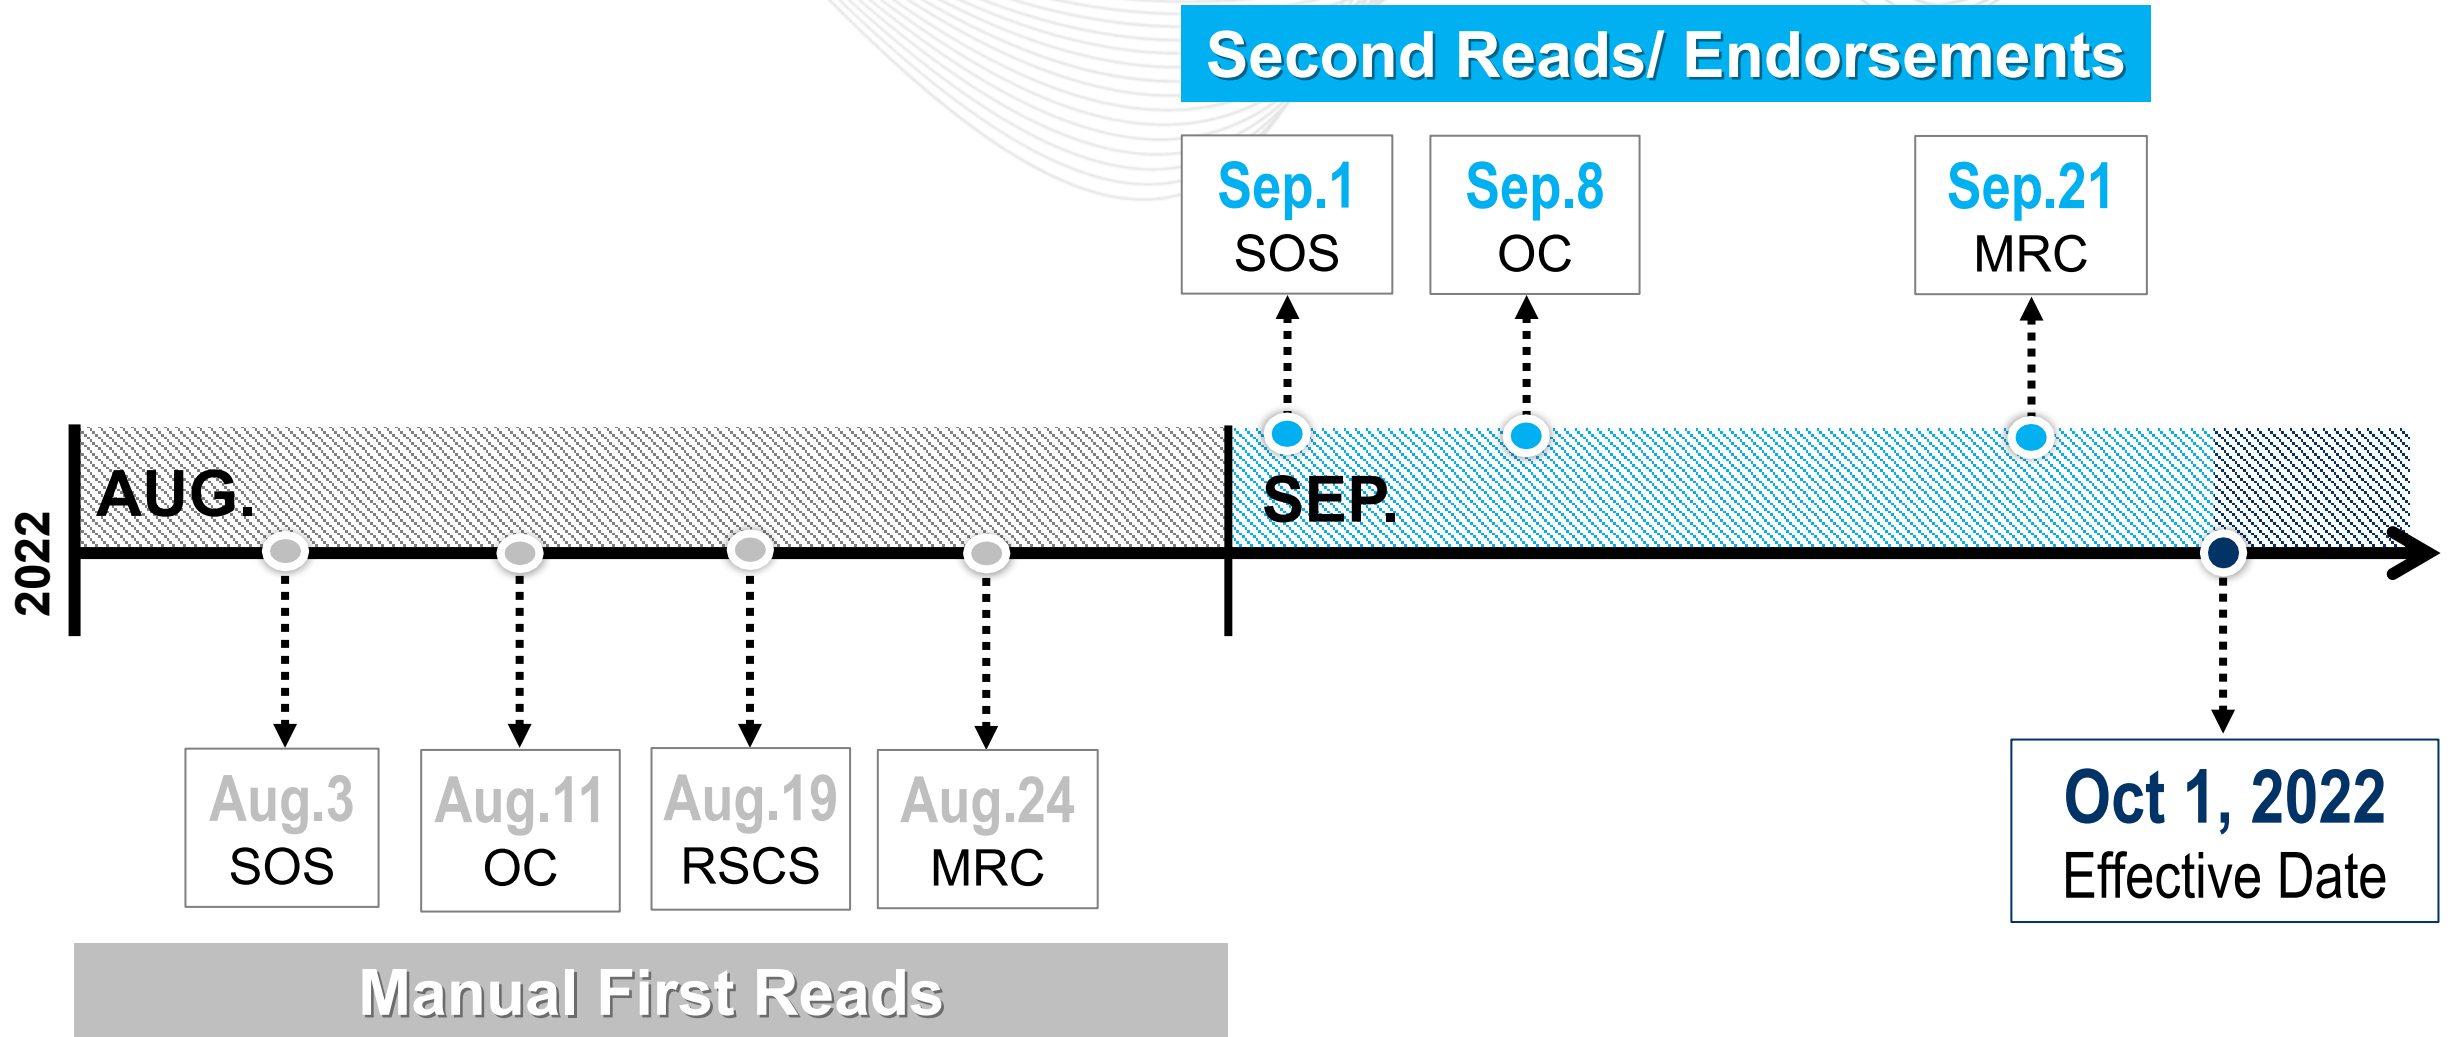 Second Reads/ Endorsements
Sep.1
SOS
Sep.8
OC
Sep.21
MRC
2022
AUG.
SEP.
Aug.3
SOS
Aug.11
OC
Aug.19
RSCS
Aug.24
MRC
Oct 1, 2022
Effective Date
Manual First Reads